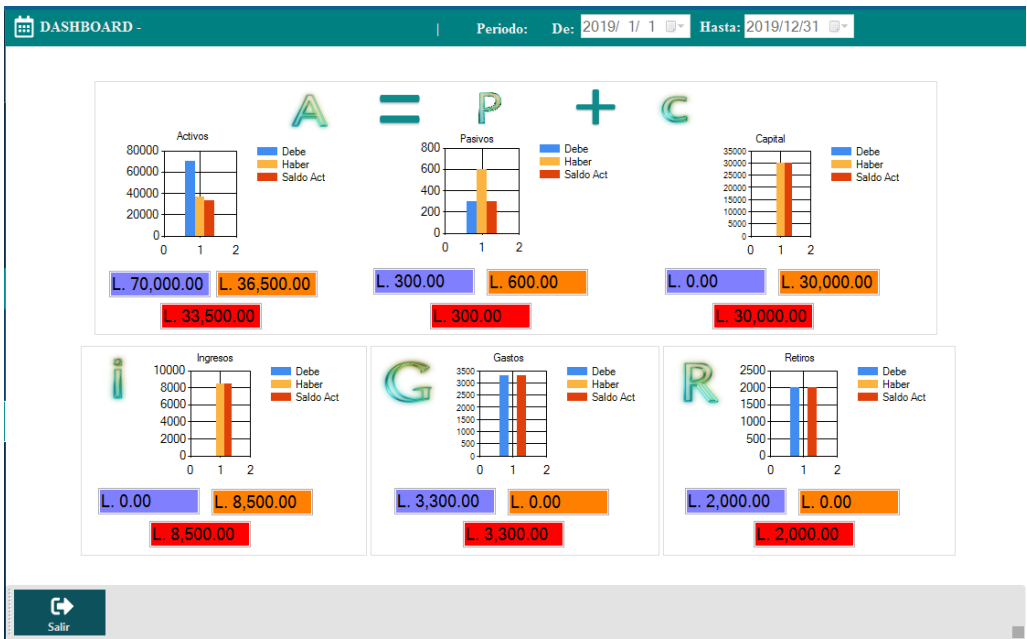 DASHBOARD - | Periodo: De: 2019/ 1/ 1 Hasta: 2019/12/31
A = P + C
Activos
80000
60000
40000
20000
0
0 1 2
Debe
Haber
Saldo Act
L. 70,000.00 L. 36,500.00
L. 33,500.00
Pasivos
800
600
400
200
0
0 1 2
Debe
Haber
Saldo Act
L. 300.00 L. 600.00
L. 300.00
Capital
35000
30000
25000
20000
15000
10000
5000
0
0 1 2
Debe
Haber
Saldo Act
L. 0.00 L. 30,000.00
L. 30,000.00
i
Ingresos
10000
8000
6000
4000
2000
0
0 1 2
Debe
Haber
Saldo Act
L. 0.00 L. 8,500.00
L. 8,500.00
G
Gastos
3500
3000
2500
2000
1500
1000
500
0
0 1 2
Debe
Haber
Saldo Act
L. 3,300.00 L. 0.00
L. 3,300.00
R
Retiros
2500
2000
1500
1000
500
0
0 1 2
Debe
Haber
Saldo Act
L. 2,000.00 L. 0.00
L. 2,000.00
Salir